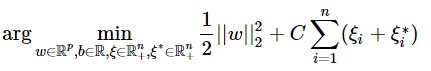 arg min_{w∈ℝ^p, b∈ℝ, ξ∈ℝ^n_+, ξ*∈ℝ^n_+} 1/2 ||w||_2^2 + C ∑_{i=1}^{n} (ξ_i + ξ_i^*)